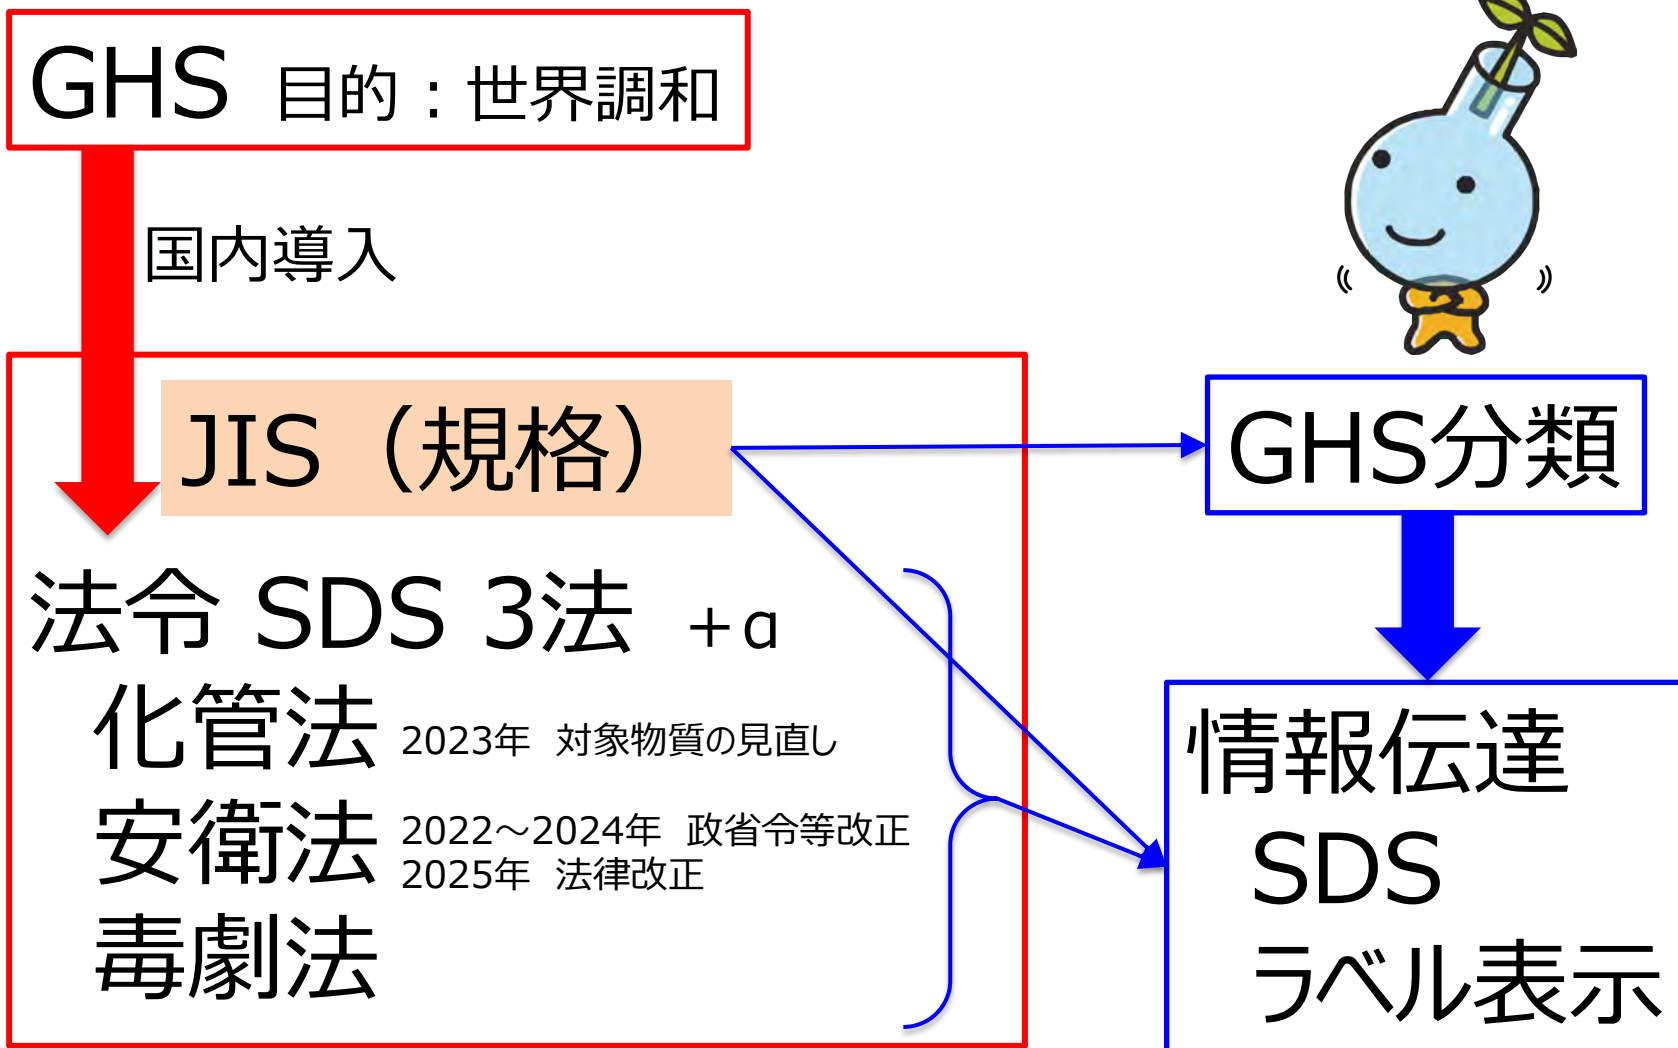 GHS 目的：世界調和
国内導入
JIS（規格）
法令 SDS 3法 ＋α
化管法 2023年 対象物質の見直し
安衛法 2022～2024年 政省令等改正
2025年 法律改正
毒劇法
GHS分類
情報伝達
SDS
ラベル表示